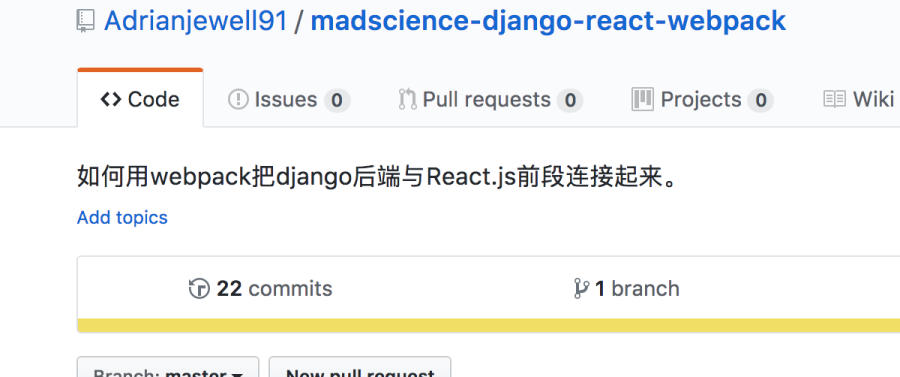 Adrianjewell91 / madscience-django-react-webpack
Code Issues 0 Pull requests 0 Projects 0 Wiki
如何用webpack把django后端与React.js前段连接起来。
Add topics
22 commits 1 branch
Branch: master New pull request